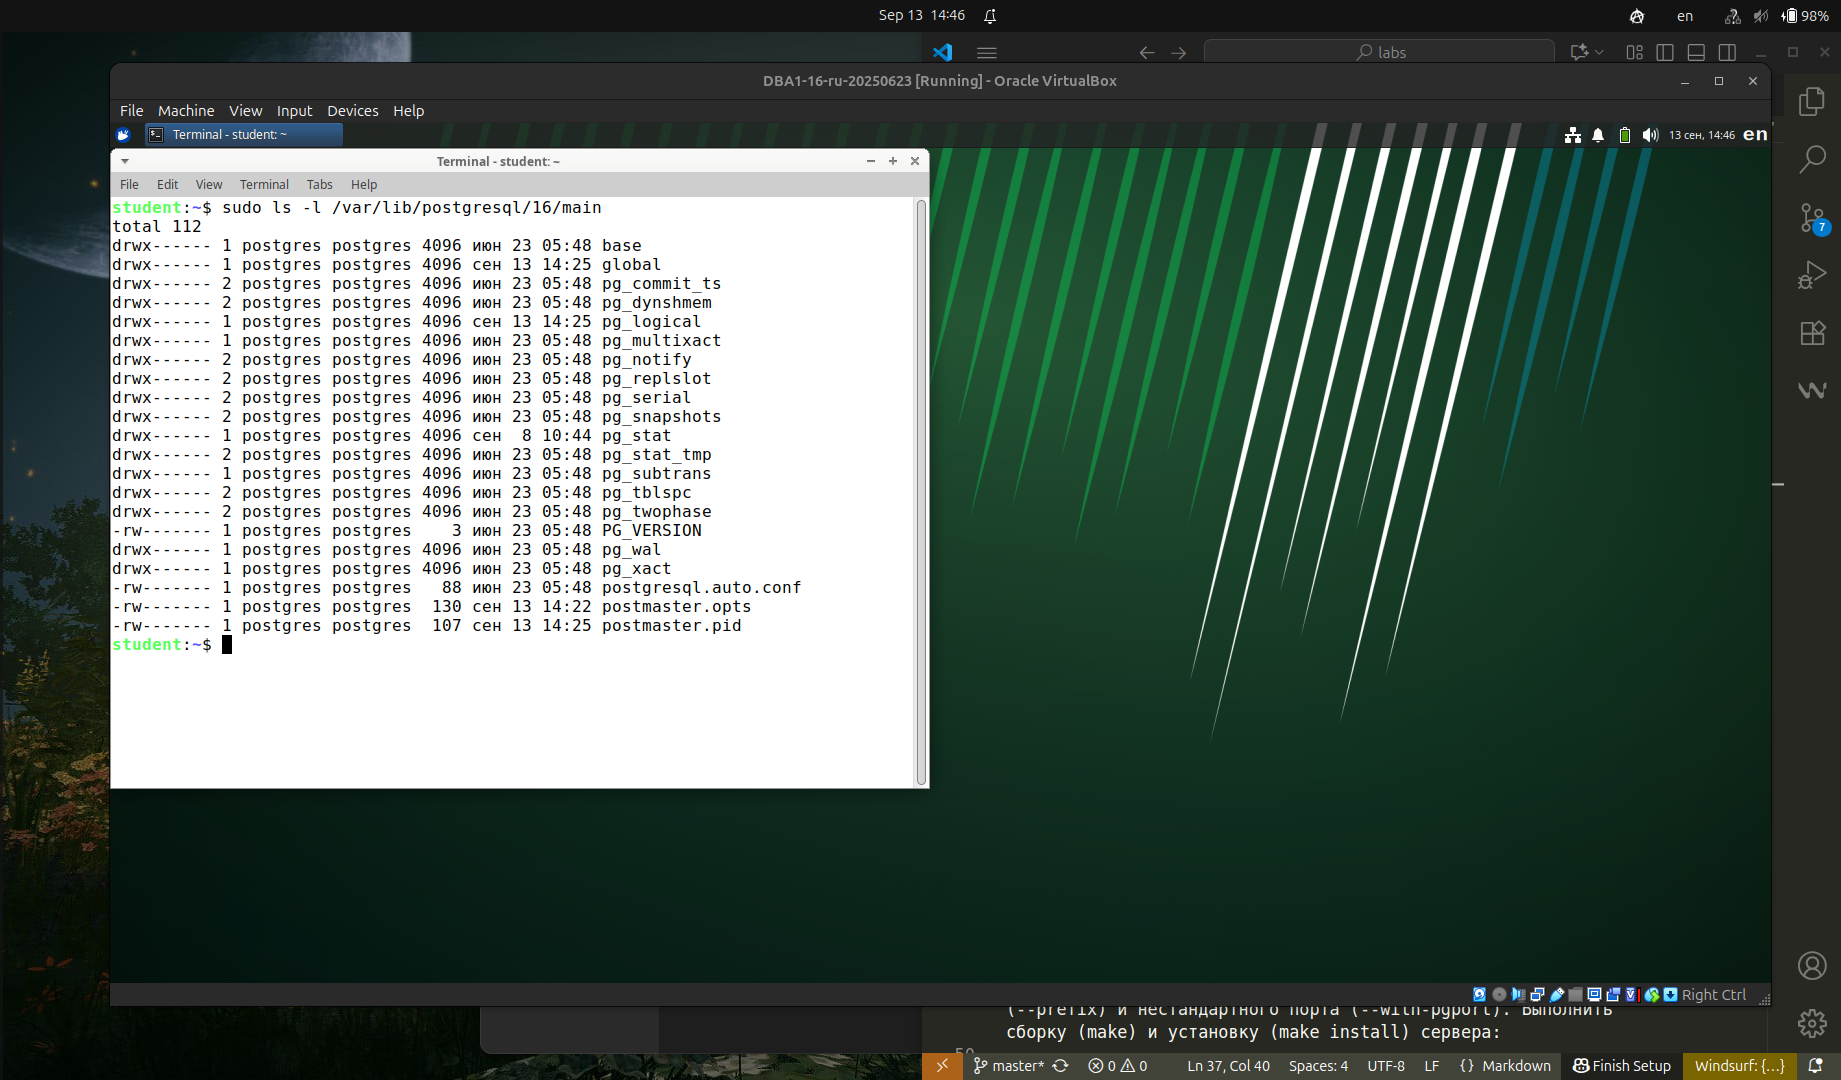 Sep 13 14:46
en 98%
labs
DBA1-16-ru-20250623 [Running] - Oracle VirtualBox
File Machine View Input Devices Help
Terminal - student: ~
13 сен, 14:46 en
Terminal - student: ~
File Edit View Terminal Tabs Help
student:~$ sudo ls -l /var/lib/postgresql/16/main
total 112
drwx------ 1 postgres postgres 4096 июн 23 05:48 base
drwx------ 1 postgres postgres 4096 сен 13 14:25 global
drwx------ 2 postgres postgres 4096 июн 23 05:48 pg_commit_ts
drwx------ 2 postgres postgres 4096 июн 23 05:48 pg_dynshmem
drwx------ 1 postgres postgres 4096 сен 13 14:25 pg_logical
drwx------ 1 postgres postgres 4096 июн 23 05:48 pg_multixact
drwx------ 2 postgres postgres 4096 июн 23 05:48 pg_notify
drwx------ 2 postgres postgres 4096 июн 23 05:48 pg_replslot
drwx------ 2 postgres postgres 4096 июн 23 05:48 pg_serial
drwx------ 2 postgres postgres 4096 июн 23 05:48 pg_snapshots
drwx------ 1 postgres postgres 4096 сен  8 10:44 pg_stat
drwx------ 2 postgres postgres 4096 июн 23 05:48 pg_stat_tmp
drwx------ 1 postgres postgres 4096 июн 23 05:48 pg_subtrans
drwx------ 2 postgres postgres 4096 июн 23 05:48 pg_tblspc
drwx------ 2 postgres postgres 4096 июн 23 05:48 pg_twophase
-rw------- 1 postgres postgres    3 июн 23 05:48 PG_VERSION
drwx------ 1 postgres postgres 4096 июн 23 05:48 pg_wal
drwx------ 1 postgres postgres 4096 июн 23 05:48 pg_xact
-rw------- 1 postgres postgres   88 июн 23 05:48 postgresql.auto.conf
-rw------- 1 postgres postgres  130 сен 13 14:22 postmaster.opts
-rw------- 1 postgres postgres  107 сен 13 14:25 postmaster.pid
student:~$
7
Right Ctrl
(--prefix) и нестандартного порта (--with-pgport). Выполнить
сборку (make) и установку (make install) сервера:
50
master* 0 0 Ln 37, Col 40 Spaces: 4 UTF-8 LF {} Markdown Finish Setup Windsurf: {...}